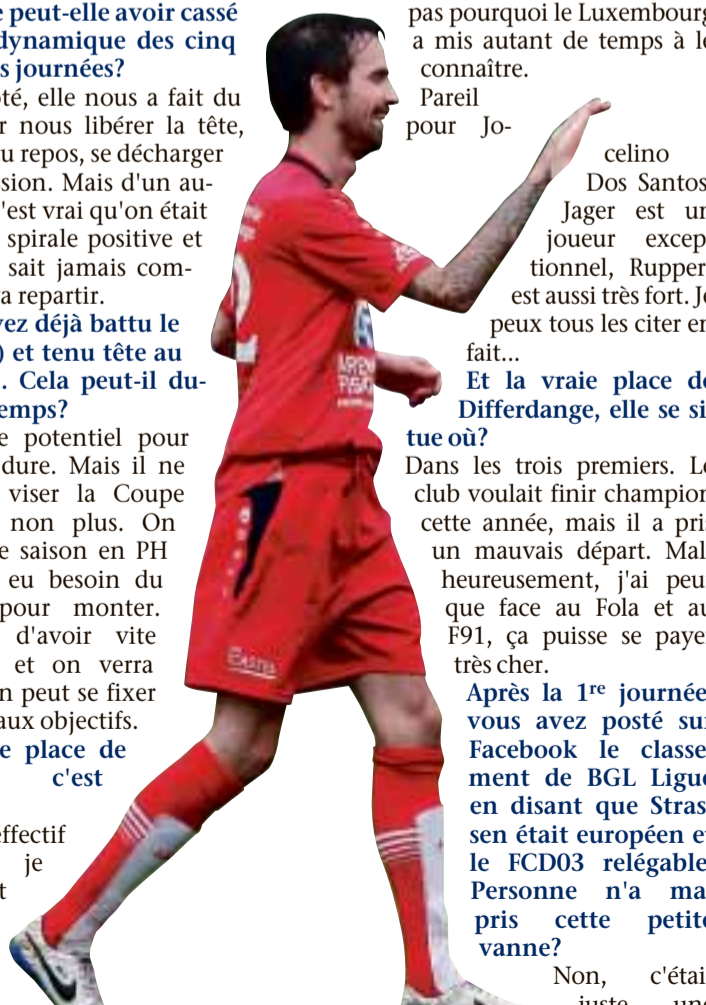 e peut-elle avoir cassé
dynamique des cinq
s journées?
té, elle nous a fait du
r nous libérer la tête,
u repos, se décharger
sion. Mais d'un au-
'est vrai qu'on était
spirale positive et
sait jamais com-
a repartir.
ez déjà battu le
) et tenu tête au
. Cela peut-il du-
emps?
e potentiel pour
dure. Mais il ne
viser la Coupe
non plus. On
e saison en PH
eu besoin du
pour monter.
d'avoir vite
et on verra
n peut se fixer
aux objectifs.
e place de
c'est
effectif
je
t
pas pourquoi le Luxembourg
a mis autant de temps à le
connaître.
Pareil
pour Jo-
celino
Dos Santos.
Jager est un
joueur excep-
tionnel, Ruppert
est aussi très fort. Je
peux tous les citer en
fait...
Et la vraie place de
Differdange, elle se si-
tue où?
Dans les trois premiers. Le
club voulait finir champion
cette année, mais il a pris
un mauvais départ. Mal-
heureusement, j'ai peur
que face au Fola et au
F91, ça puisse se payer
très cher.
Après la 1re journée,
vous avez posté sur
Facebook le classe-
ment de BGL Ligue
en disant que Stras-
sen était européen et
le FCD03 relégable.
Personne n'a mal
pris cette petite
vanne?
Non, c'était
juste une